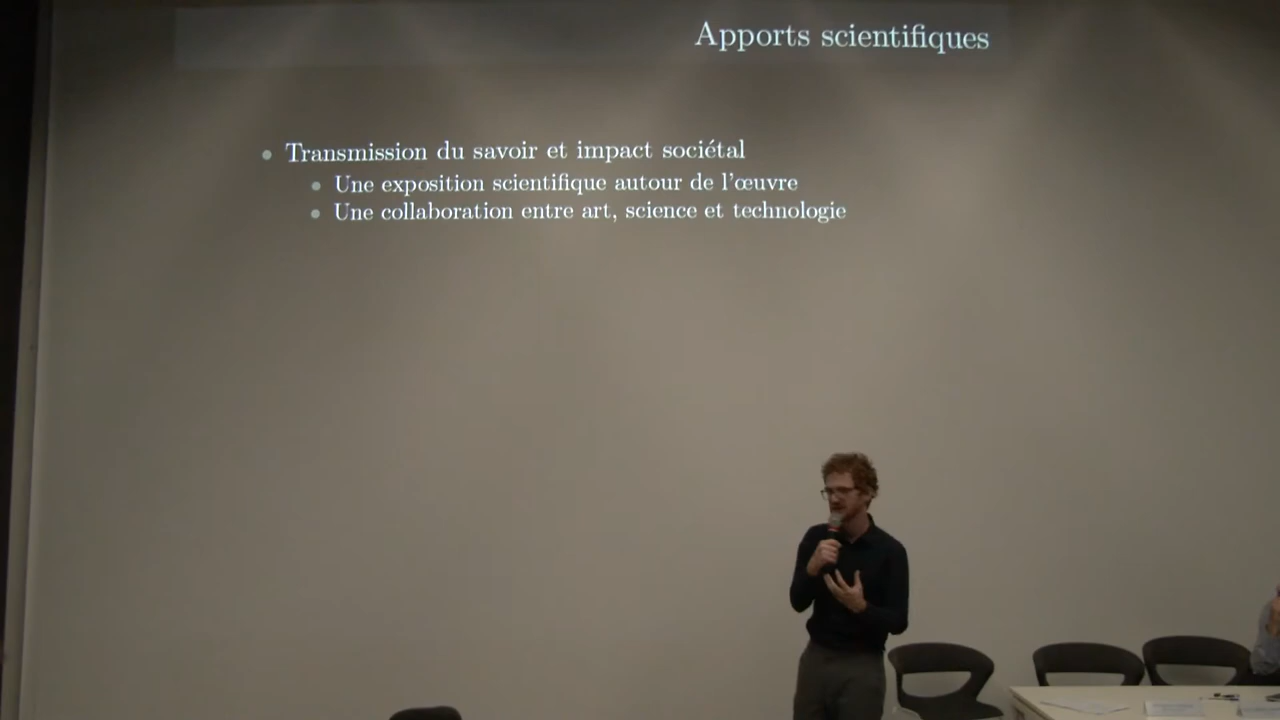 Apports scientifiques
Transmission du savoir et impact sociétal
Une exposition scientifique autour de l'œuvre
Une collaboration entre art, science et technologie